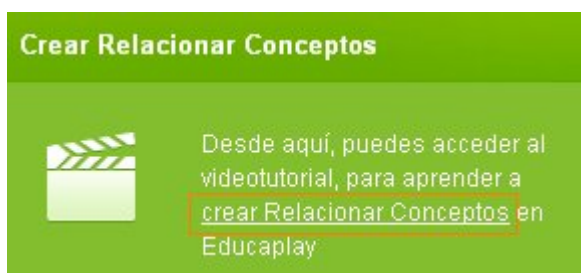 Crear Relacionar Conceptos
Desde aquí, puedes acceder al
videotutorial, para aprender a
crear Relacionar Conceptos en
Educaplay